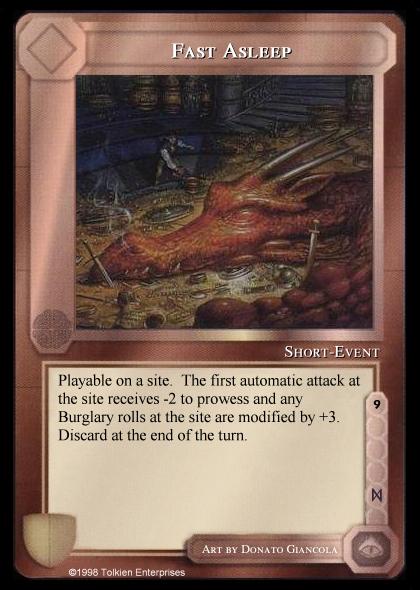 Fast Asleep
Short-Event
Playable on a site. The first automatic attack at
the site receives -2 to prowess and any
Burglary rolls at the site are modified by +3.
Discard at the end of the turn.
9
Art by Donato Giancola
©1998 Tolkien Enterprises